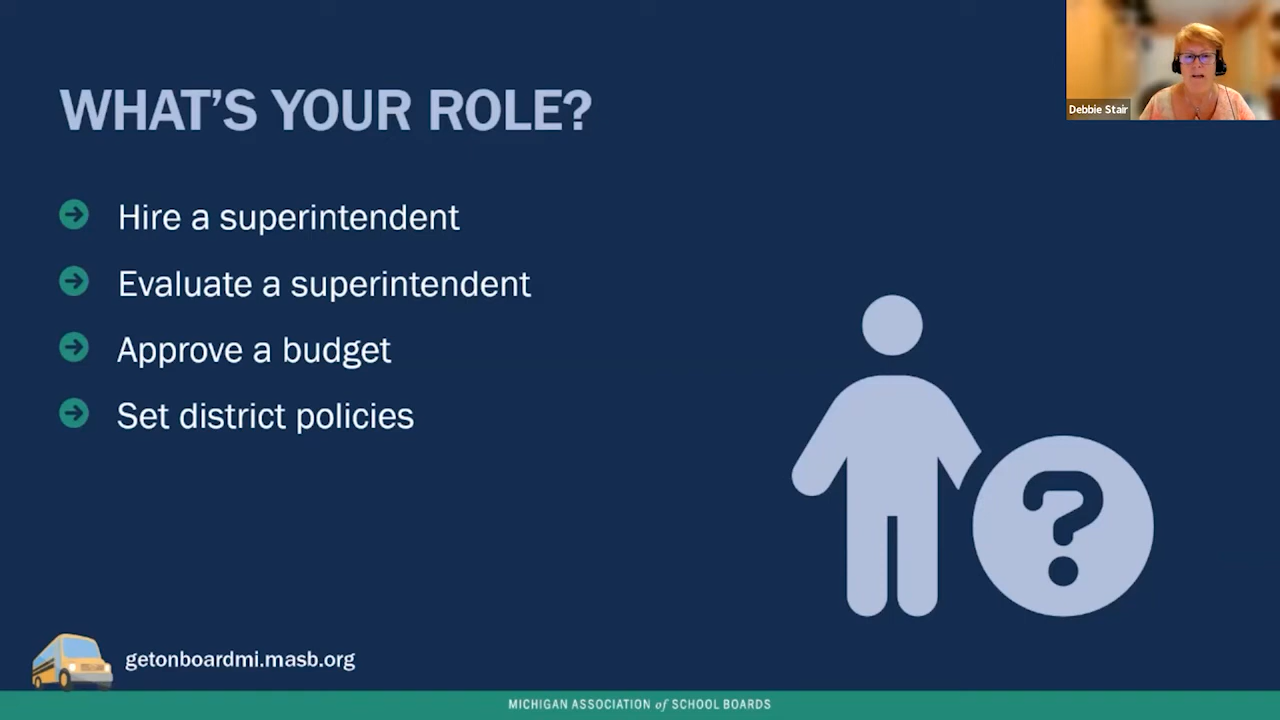 WHAT'S YOUR ROLE?
Debbie Stair
Hire a superintendent
Evaluate a superintendent
Approve a budget
Set district policies
?
getonboardmi.masb.org
MICHIGAN ASSOCIATION of SCHOOL BOARDS